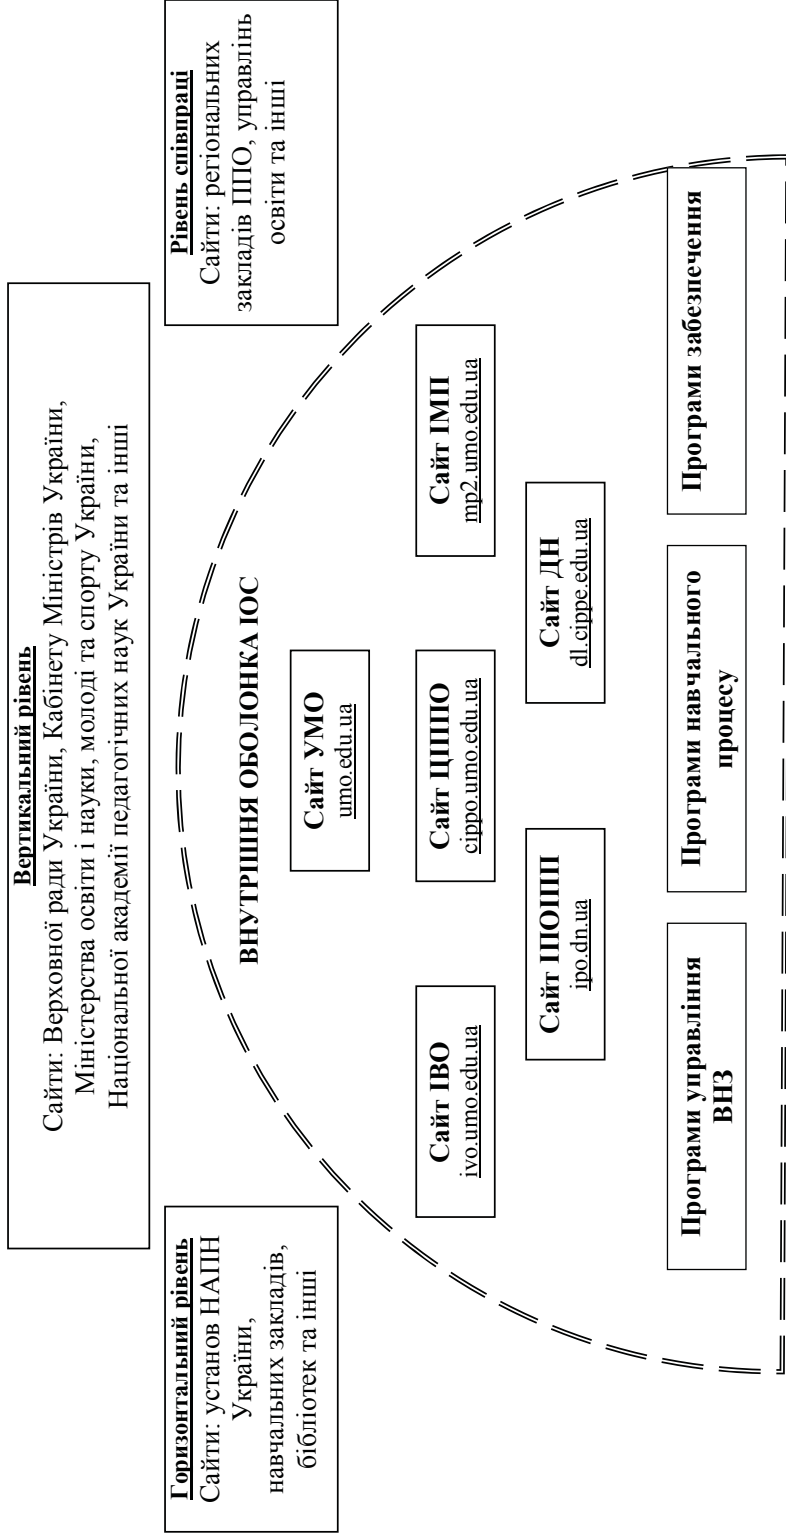 Вертикальний рівень
Сайти: Верховної ради України, Кабінету Міністрів України,
Міністерства освіти і науки, молоді та спорту України,
Національної академії педагогічних наук України та інші
Горизонтальний рівень
Сайти: установ НАПН
України,
навчальних закладів,
бібліотек та інші
Рівень співпраці
Сайти: регіональних
закладів ППО, управлінь
освіти та інші
ВНУТРІШНЯ ОБОЛОНКА ІОС
Сайт УМО
umo.edu.ua
Сайт ІВО
ivo.umo.edu.ua
Сайт ЦІППО
cippo.umo.edu.ua
Сайт ІМП
mp2.umo.edu.ua
Сайт ІПОІПП
ipo.dn.ua
Сайт ДН
dl.cippe.edu.ua
Програми управління
ВНЗ
Програми навчального
процесу
Програми забезпечення